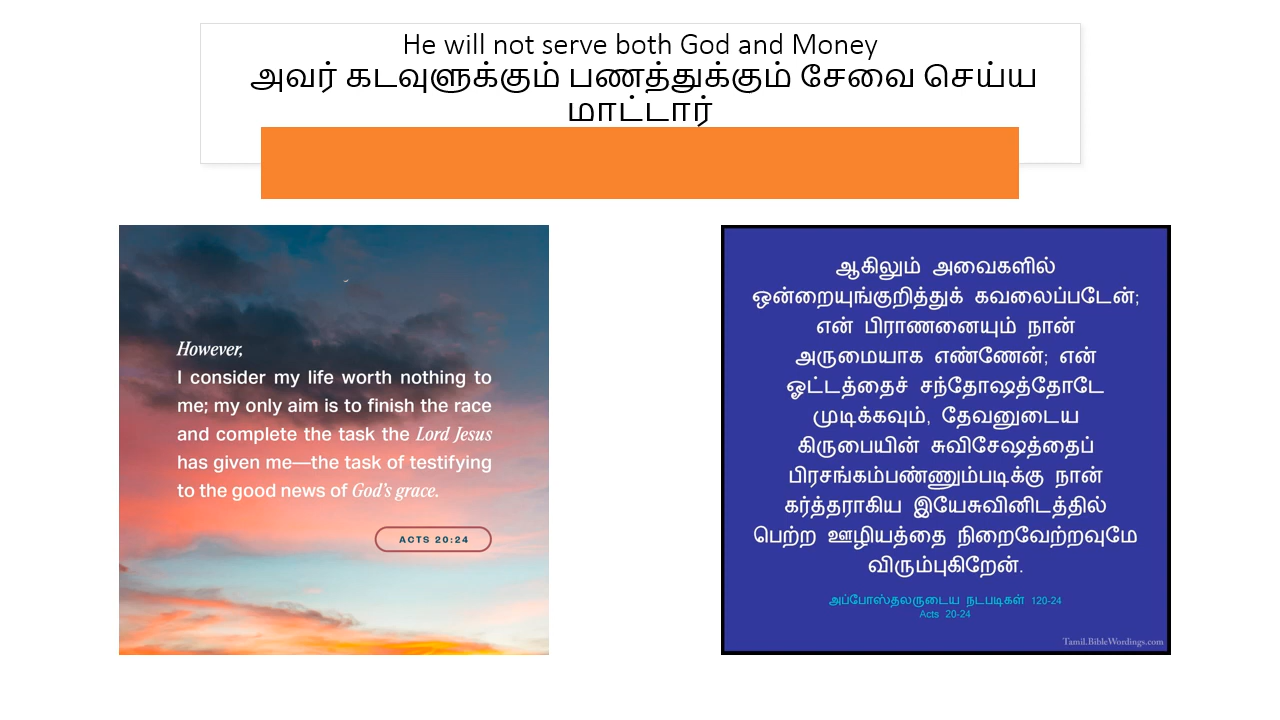 He will not serve both God and Money
அவர் கடவுளுக்கும் பணத்துக்கும் சேவை செய்ய
மாட்டார்
However,
I consider my life worth nothing to
me; my only aim is to finish the race
and complete the task the Lord Jesus
has given me—the task of testifying
to the good news of God's grace.
ACTS 20:24
ஆகிலும் அவைகளில்
ஒன்றையுங்குறித்துக் கவலைப்படேன்;
என் பிராணனையும் நான்
அருமையாக எண்ணேன்; என்
ஓட்டத்தைச் சந்தோஷத்தோடே
முடிக்கவும், தேவனுடைய
கிருபையின் சுவிசேஷத்தைப்
பிரசங்கம்பண்ணும்படிக்கு நான்
கர்த்தராகிய இயேசுவினிடத்தில்
பெற்ற ஊழியத்தை நிறைவேற்றவுமே
விரும்புகிறேன்.
அப்போஸ்தலருடைய நடபடிகள் 120-24
Acts 20-24
Tamil.BibleWordings.com